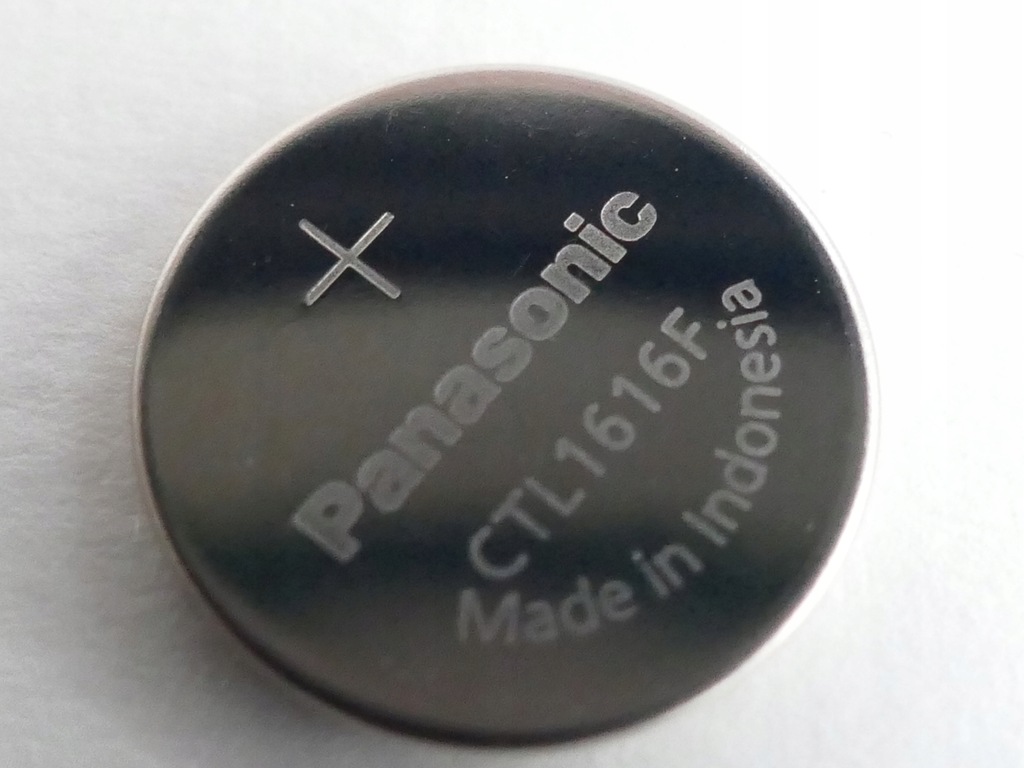 +
Panasonic
CTL1616F
Made in Indonesia